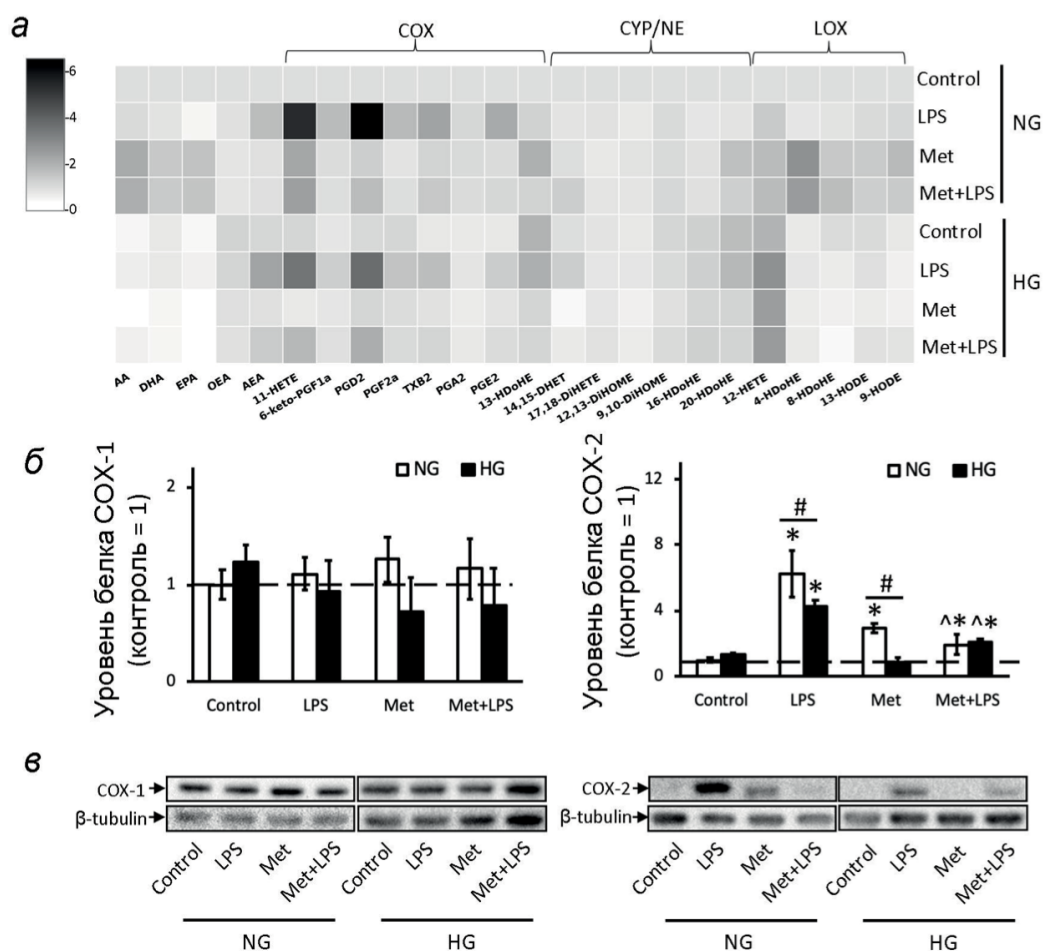 а
COX
CYP/NE
LOX
6
4
2
0
Control
LPS
Met
Met+LPS
NG
Control
LPS
Met
Met+LPS
HG
AA
DHA
EPA
OEA
AEA
11-HETE
6-keto-PGF1a
PGD2
PGF2a
TXB2
PGA2
PGE2
13-HDoHE
14,15-DHET
17,18-DiHETE
12,13-DiHOME
9,10-DiHOME
16-HDoHE
20-HDoHE
12-HETE
4-HDoHE
8-HDoHE
13-HODE
9-HODE
б
Уровень белка COX-1
(контроль = 1)
2
1
0
NG HG
Control LPS Met Met+LPS
Уровень белка COX-2
(контроль = 1)
12
8
4
0
NG HG
#
*
*
#
*
^* ^*
Control LPS Met Met+LPS
в
COX-1
β-tubulin
Control LPS Met Met+LPS Control LPS Met Met+LPS
NG HG
COX-2
β-tubulin
Control LPS Met Met+LPS Control LPS Met Met+LPS
NG HG